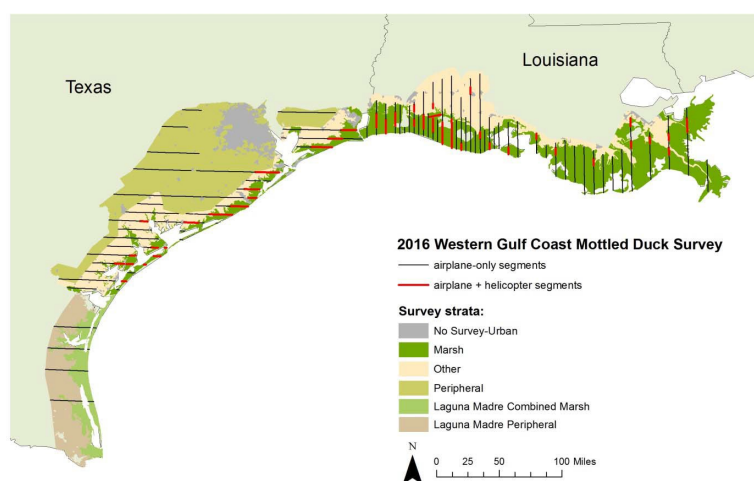 Texas
Louisiana
2016 Western Gulf Coast Mottled Duck Survey
airplane-only segments
airplane + helicopter segments
Survey strata:
No Survey-Urban
Marsh
Other
Peripheral
Laguna Madre Combined Marsh
Laguna Madre Peripheral
N
0 25 50 100 Miles